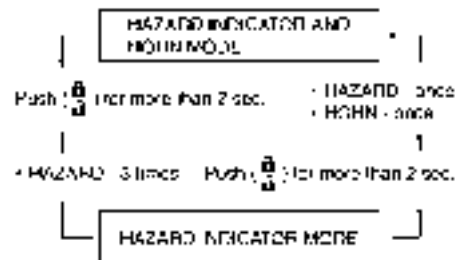 HAZARD INDICATOR AND
HORN MODE
Push ( ) for more than 2 sec.
• HAZARD - once
• HORN - once
• HAZARD - 3 times
Push ( ) for more than 2 sec.
HAZARD INDICATOR MODE